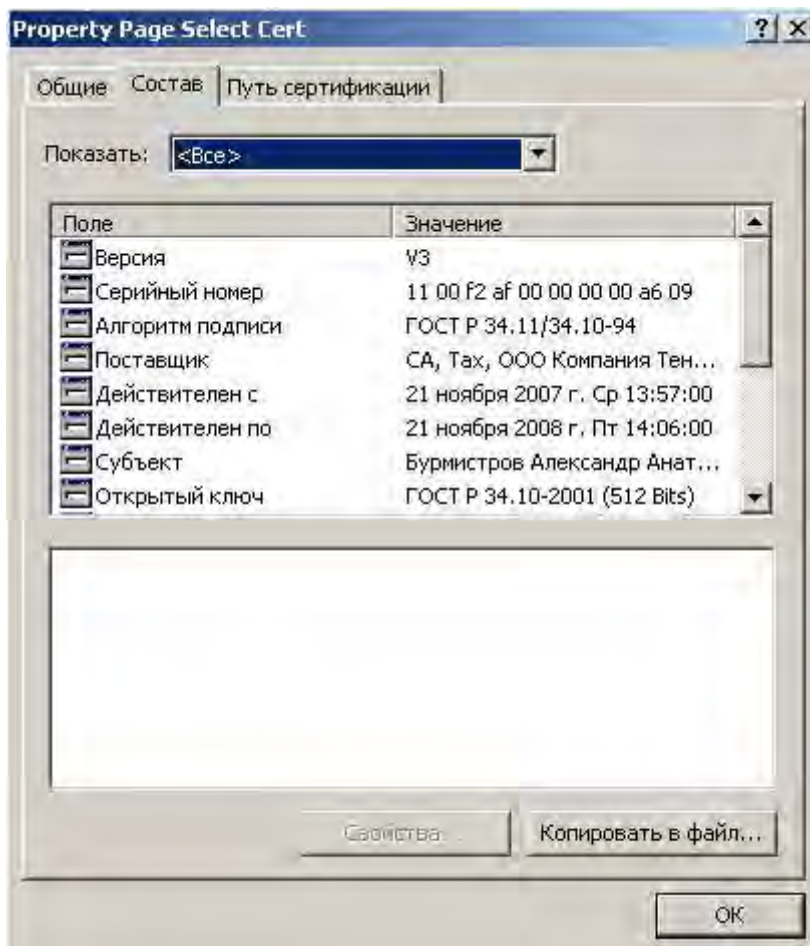 Property Page Select Cert
Общие Состав Путь сертификации
Показать: <Все>
Поле Значение
Версия V3
Серийный номер 11 00 f2 af 00 00 00 00 a6 09
Алгоритм подписи ГОСТ Р 34.11/34.10-94
Поставщик CA, Tax, ООО Компания Тен...
Действителен с 21 ноября 2007 г. Ср 13:57:00
Действителен по 21 ноября 2008 г. Пт 14:06:00
Субъект Бурмистров Александр Анат...
Открытый ключ ГОСТ Р 34.10-2001 (512 Bits)
Свойства Копировать в файл...
ОК